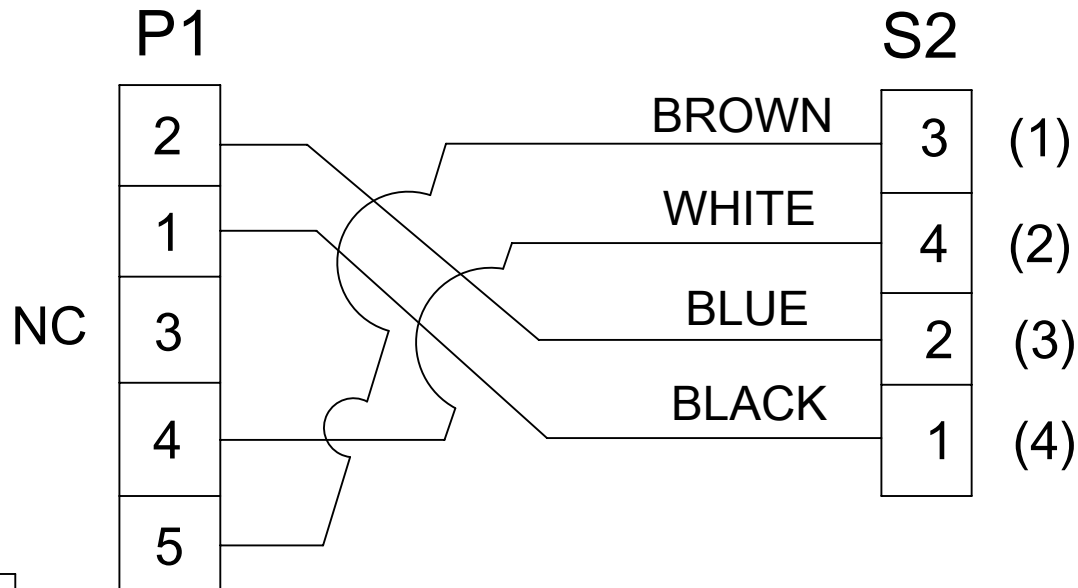 P1
S2
2
1
NC 3
4
5
BROWN 3 (1)
WHITE 4 (2)
BLUE 2 (3)
BLACK 1 (4)